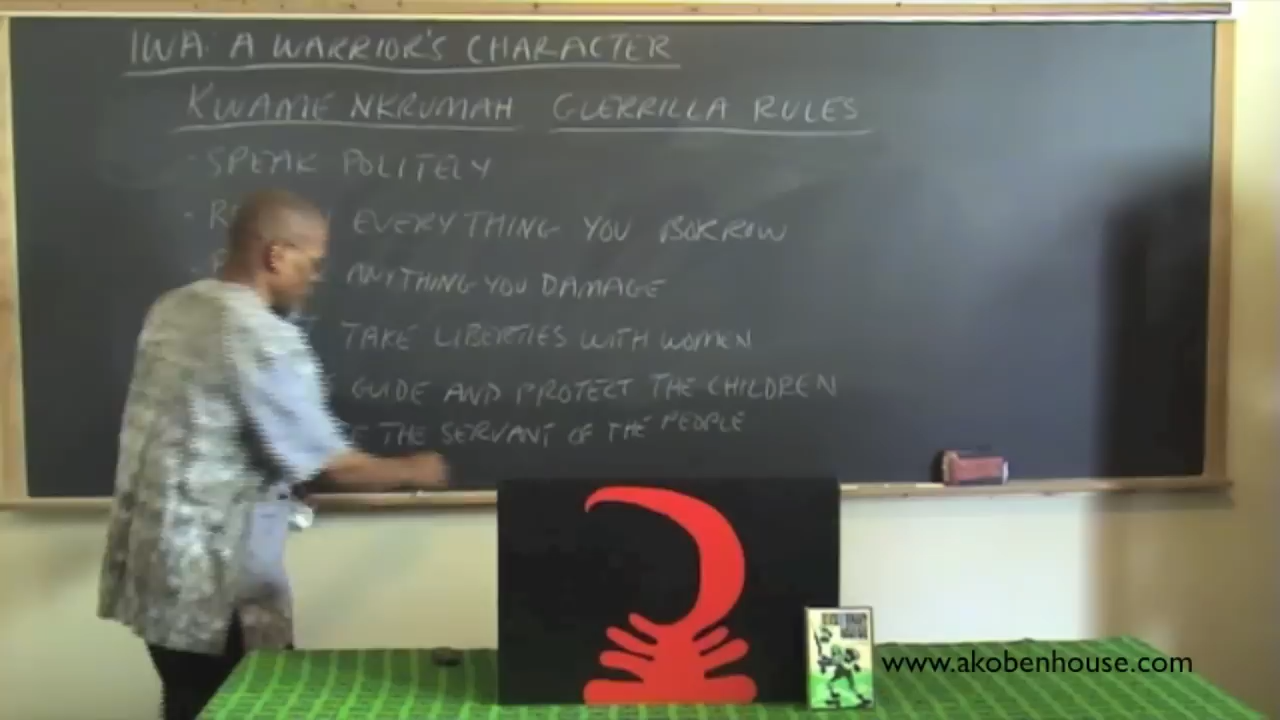 IWA: A WARRIOR'S CHARACTER
KWAME NKRUMAH GUERRILLA RULES
- SPEAK POLITELY
- EVERYTHING YOU BORROW
ANYTHING YOU DAMAGE
TAKE LIBERTIES WITH WOMEN
GUIDE AND PROTECT THE CHILDREN
THE SERVANT OF THE PEOPLE
www.akobenhouse.com